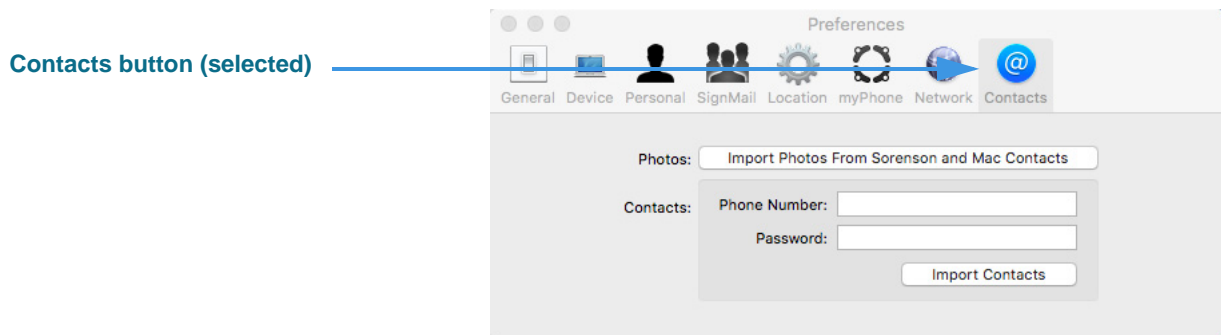 Preferences
Contacts button (selected)
General Device Personal SignMail Location myPhone Network Contacts
Photos: Import Photos From Sorenson and Mac Contacts
Contacts: Phone Number:
Password:
Import Contacts